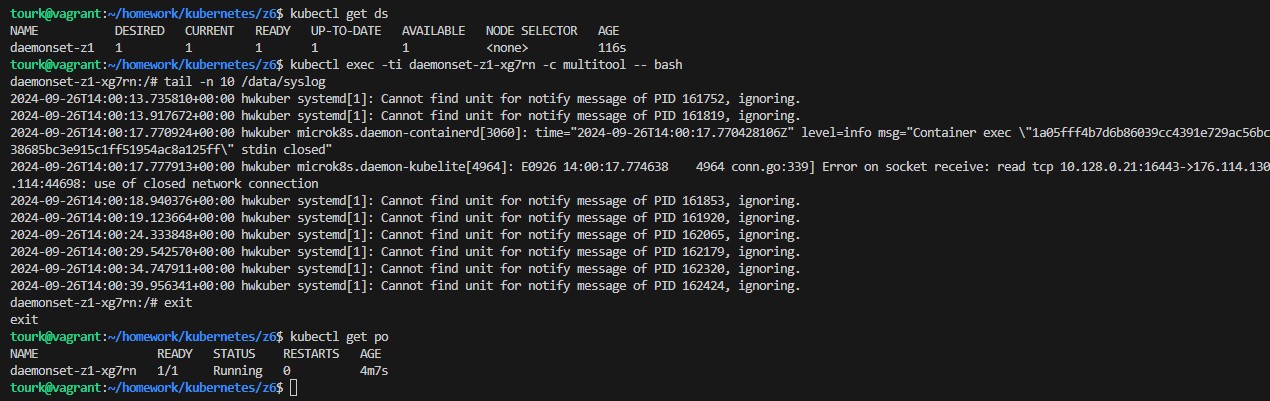 tourk@vagrant:~/homework/kubernetes/z6$ kubectl get ds
NAME           DESIRED   CURRENT   READY   UP-TO-DATE   AVAILABLE   NODE SELECTOR   AGE
daemonset-z1   1         1         1       1            1           <none>          116s
tourk@vagrant:~/homework/kubernetes/z6$ kubectl exec -ti daemonset-z1-xg7rn -c multitool -- bash
daemonset-z1-xg7rn:/# tail -n 10 /data/syslog
2024-09-26T14:00:13.735810+00:00 hwkuber systemd[1]: Cannot find unit for notify message of PID 161752, ignoring.
2024-09-26T14:00:13.917672+00:00 hwkuber systemd[1]: Cannot find unit for notify message of PID 161819, ignoring.
2024-09-26T14:00:17.770924+00:00 hwkuber microk8s.daemon-containerd[3060]: time="2024-09-26T14:00:17.770428106Z" level=info msg="Container exec \"1a05fff4b7d6b86039cc4391e729ac56bc
38685bc3e915c1ff51954ac8a125ff\" stdin closed"
2024-09-26T14:00:17.777913+00:00 hwkuber microk8s.daemon-kubelite[4964]: E0926 14:00:17.774638    4964 conn.go:339] Error on socket receive: read tcp 10.128.0.21:16443->176.114.130
.114:44698: use of closed network connection
2024-09-26T14:00:18.940376+00:00 hwkuber systemd[1]: Cannot find unit for notify message of PID 161853, ignoring.
2024-09-26T14:00:19.123664+00:00 hwkuber systemd[1]: Cannot find unit for notify message of PID 161920, ignoring.
2024-09-26T14:00:24.333848+00:00 hwkuber systemd[1]: Cannot find unit for notify message of PID 162065, ignoring.
2024-09-26T14:00:29.542570+00:00 hwkuber systemd[1]: Cannot find unit for notify message of PID 162179, ignoring.
2024-09-26T14:00:34.747911+00:00 hwkuber systemd[1]: Cannot find unit for notify message of PID 162320, ignoring.
2024-09-26T14:00:39.956341+00:00 hwkuber systemd[1]: Cannot find unit for notify message of PID 162424, ignoring.
daemonset-z1-xg7rn:/# exit
exit
tourk@vagrant:~/homework/kubernetes/z6$ kubectl get po
NAME                 READY   STATUS    RESTARTS   AGE
daemonset-z1-xg7rn   1/1     Running   0          4m7s
tourk@vagrant:~/homework/kubernetes/z6$